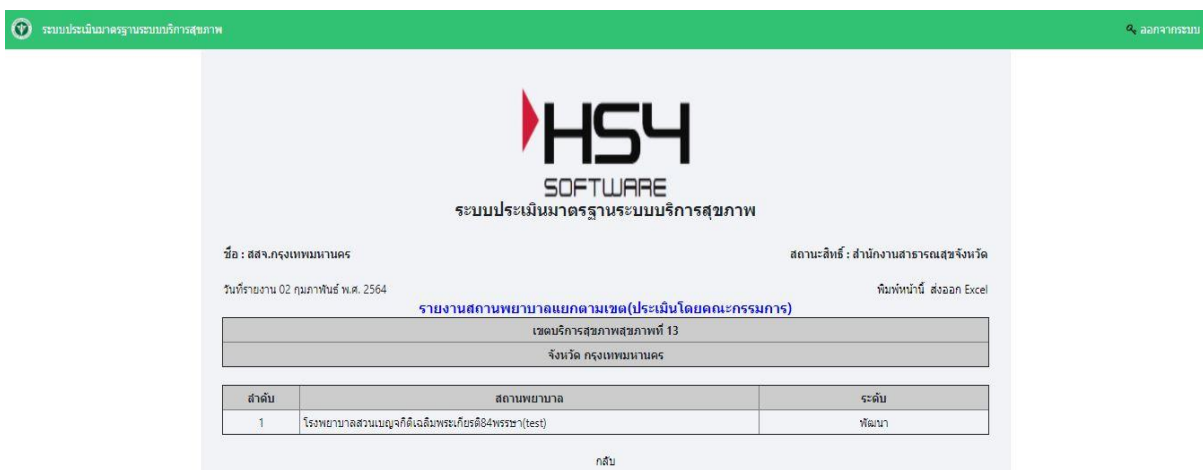 ระบบประเมินมาตรฐานระบบบริการสุขภาพ
ออกจากระบบ
HS4
SOFTWARE
ระบบประเมินมาตรฐานระบบบริการสุขภาพ
ชื่อ : สสจ.กรุงเทพมหานคร
สถานะสิทธิ์ : สำนักงานสาธารณสุขจังหวัด
วันที่รายงาน 02 กุมภาพันธ์ พ.ศ. 2564
พิมพ์หน้านี้ ส่งออก Excel
รายงานสถานพยาบาลแยกตามเขต(ประเมินโดยคณะกรรมการ)
เขตบริการสุขภาพสุขภาพที่ 13
จังหวัด กรุงเทพมหานคร
ลำดับ สถานพยาบาล ระดับ
1 โรงพยาบาลสวนเบญจกิติเฉลิมพระเกียรติ84พรรษา(test) พัฒนา
กลับ